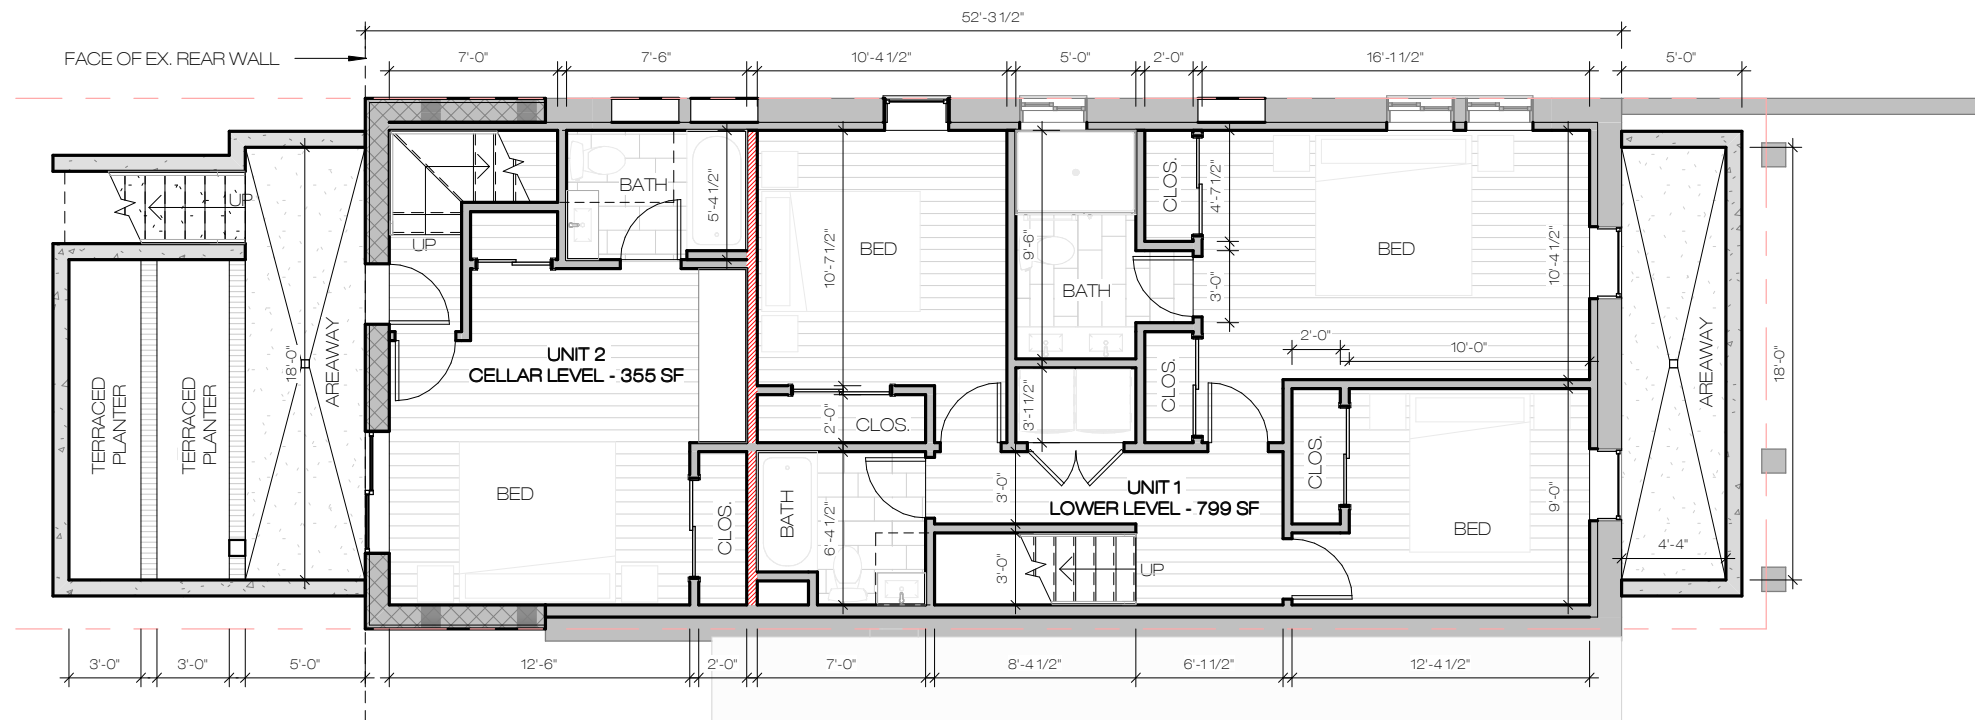 52'-3 1/2"
FACE OF EX. REAR WALL
7'-0"
7'-6"
10'-4 1/2"
5'-0"
2'-0"
16'-1 1/2"
5'-0"
UP
UP
BATH
5'-4 1/2"
BED
10'-7 1/2"
9'-6"
BATH
CLOS.
4'-7 1/2"
3'-0"
BED
10'-4 1/2"
2'-0"
10'-0"
18'-0"
AREAWAY
TERRACED
PLANTER
TERRACED
PLANTER
UNIT 2
CELLAR LEVEL - 355 SF
BED
CLOS.
2'-0"
CLOS.
BATH
6'-4 1/2"
3'-11 1/2"
CLOS.
3'-0"
3'-0"
UNIT 1
LOWER LEVEL - 799 SF
UP
CLOS.
BED
9'-0"
4'-4"
AREAWAY
18'-0"
3'-0"
3'-0"
5'-0"
12'-6"
2'-0"
7'-0"
8'-4 1/2"
6'-1 1/2"
12'-4 1/2"